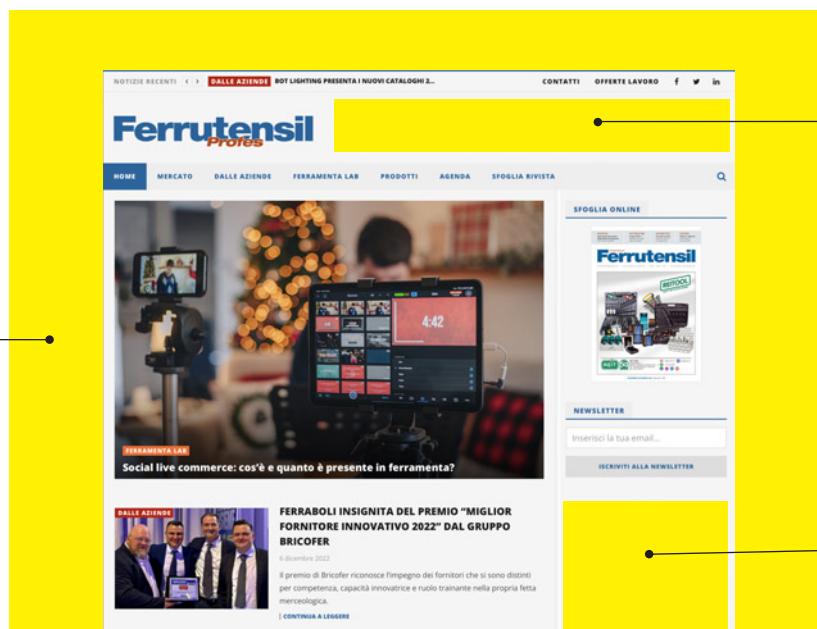 NOTIZIE RECENTI ‹ › DALLE AZIENDE BOT LIGHTING PRESENTA I NUOVI CATALOGHI 2... CONTATTI OFFERTE LAVORO
Ferrutensil
Profes
HOME MERCATO DALLE AZIENDE FERRAMENTA LAB PRODOTTI AGENDA SFOGLIA RIVISTA
SFOGLIA ONLINE
Ferrutensil
REITOOL
4:42
FERRAMENTA LAB
Social live commerce: cos'è e quanto è presente in ferramenta?
NEWSLETTER
Inserisci la tua email...
ISCRIVITI ALLA NEWSLETTER
DALLE AZIENDE
FERRABOLI INSIGNITA DEL PREMIO “MIGLIOR
FORNITORE INNOVATIVO 2022” DAL GRUPPO
BRICOFER
6 dicembre 2022
Il premio di Bricofer riconosce l'impegno dei fornitori che si sono distinti
per competenza, capacità innovatrice e ruolo trainante nella propria fetta
merceologica.
| CONTINUA A LEGGERE